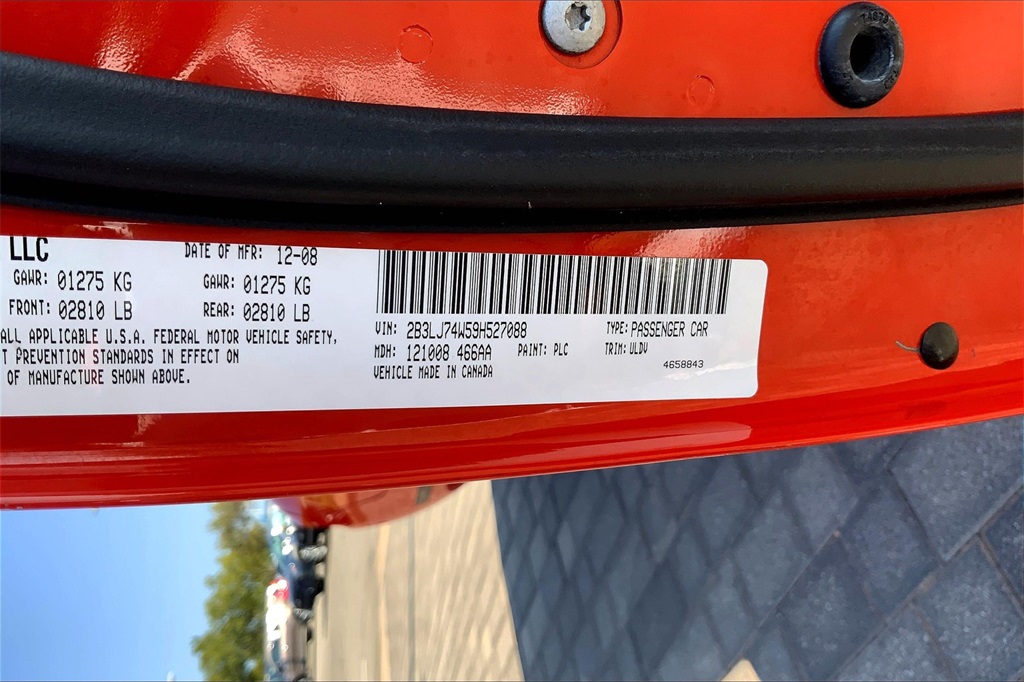 LLC
DATE OF MFR: 12-08
GAWR: 01275 KG
GAWR: 01275 KG
FRONT: 02810 LB
REAR: 02810 LB
ALL APPLICABLE U.S.A. FEDERAL MOTOR VEHICLE SAFETY,
T PREVENTION STANDARDS IN EFFECT ON
OF MANUFACTURE SHOWN ABOVE.
VIN: 2B3LJ74W59H527088
TYPE: PASSENGER CAR
MDH: 121008 466AA
PAINT: PLC
TRIM: ULDV
VEHICLE MADE IN CANADA
4658843